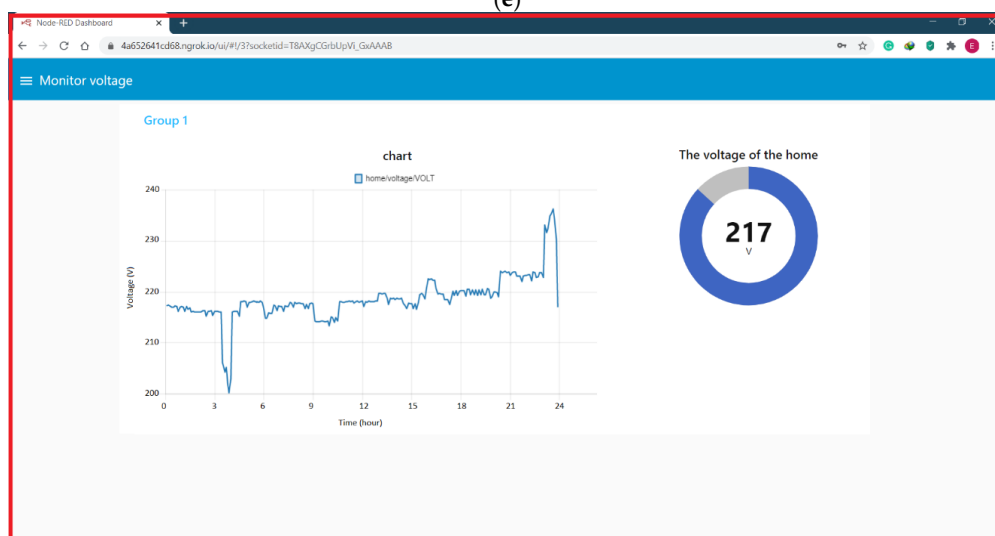 (e)
Node-RED Dashboard
4a652641cd68.ngrok.io/ui/#!/3?socketid=T8AXgCGrbUpVi_GxAAAB
E
Monitor voltage
Group 1
chart
home/voltage/VOLT
240
230
220
210
200
Voltage (V)
0 3 6 9 12 15 18 21 24
Time (hour)
The voltage of the home
217
V